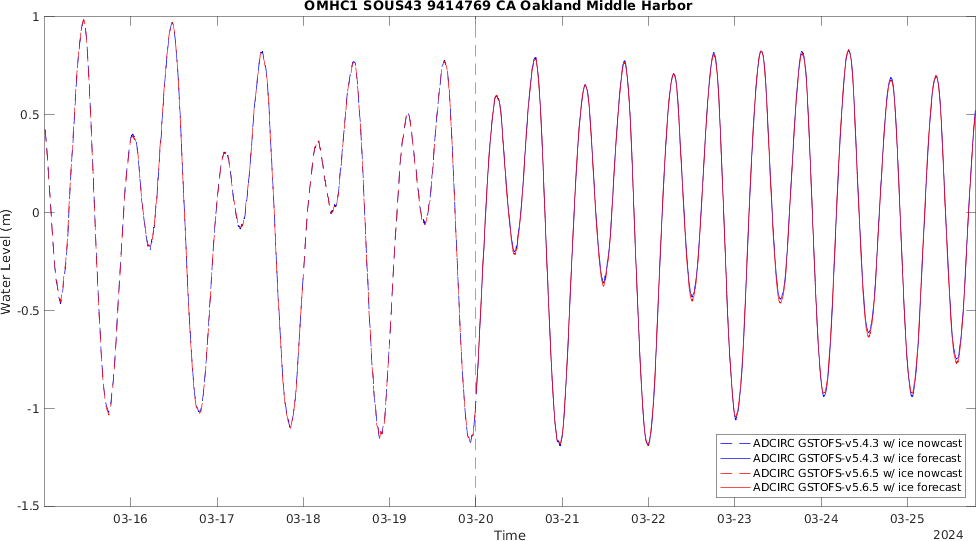 OMHC1 SOUS43 9414769 CA Oakland Middle Harbor
1
0.5
0
-0.5
-1
-1.5
Water Level (m)
ADCIRC GSTOFS-v5.4.3 w/ ice nowcast
ADCIRC GSTOFS-v5.4.3 w/ ice forecast
ADCIRC GSTOFS-v5.6.5 w/ ice nowcast
ADCIRC GSTOFS-v5.6.5 w/ ice forecast
03-16 03-17 03-18 03-19 03-20 03-21 03-22 03-23 03-24 03-25
Time
2024